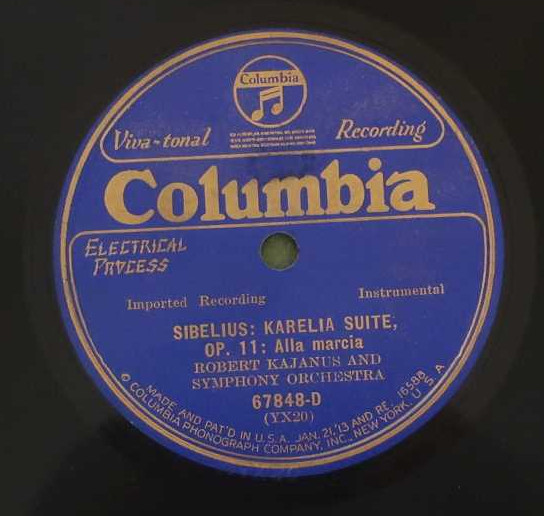 Columbia
Viva-tonal Recording
Columbia
ELECTRICAL
PROCESS
Imported Recording Instrumental
SIBELIUS: KARELIA SUITE,
OP. 11: Alla marcia
ROBERT KAJANUS AND
SYMPHONY ORCHESTRA
67848-D
(YX20)
MADE AND PAT'D IN U.S.A. JAN. 21,'13 AND RE. 16588
© COLUMBIA PHONOGRAPH COMPANY, INC., NEW YORK, U S A